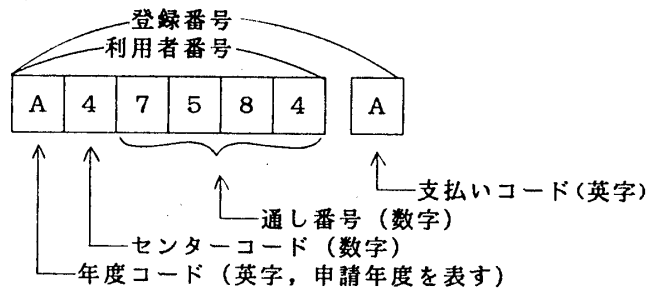 登録番号
利用者番号
A 4 7 5 8 4 A
支払いコード(英字)
通し番号(数字)
センターコード(数字)
年度コード(英字,申請年度を表す)